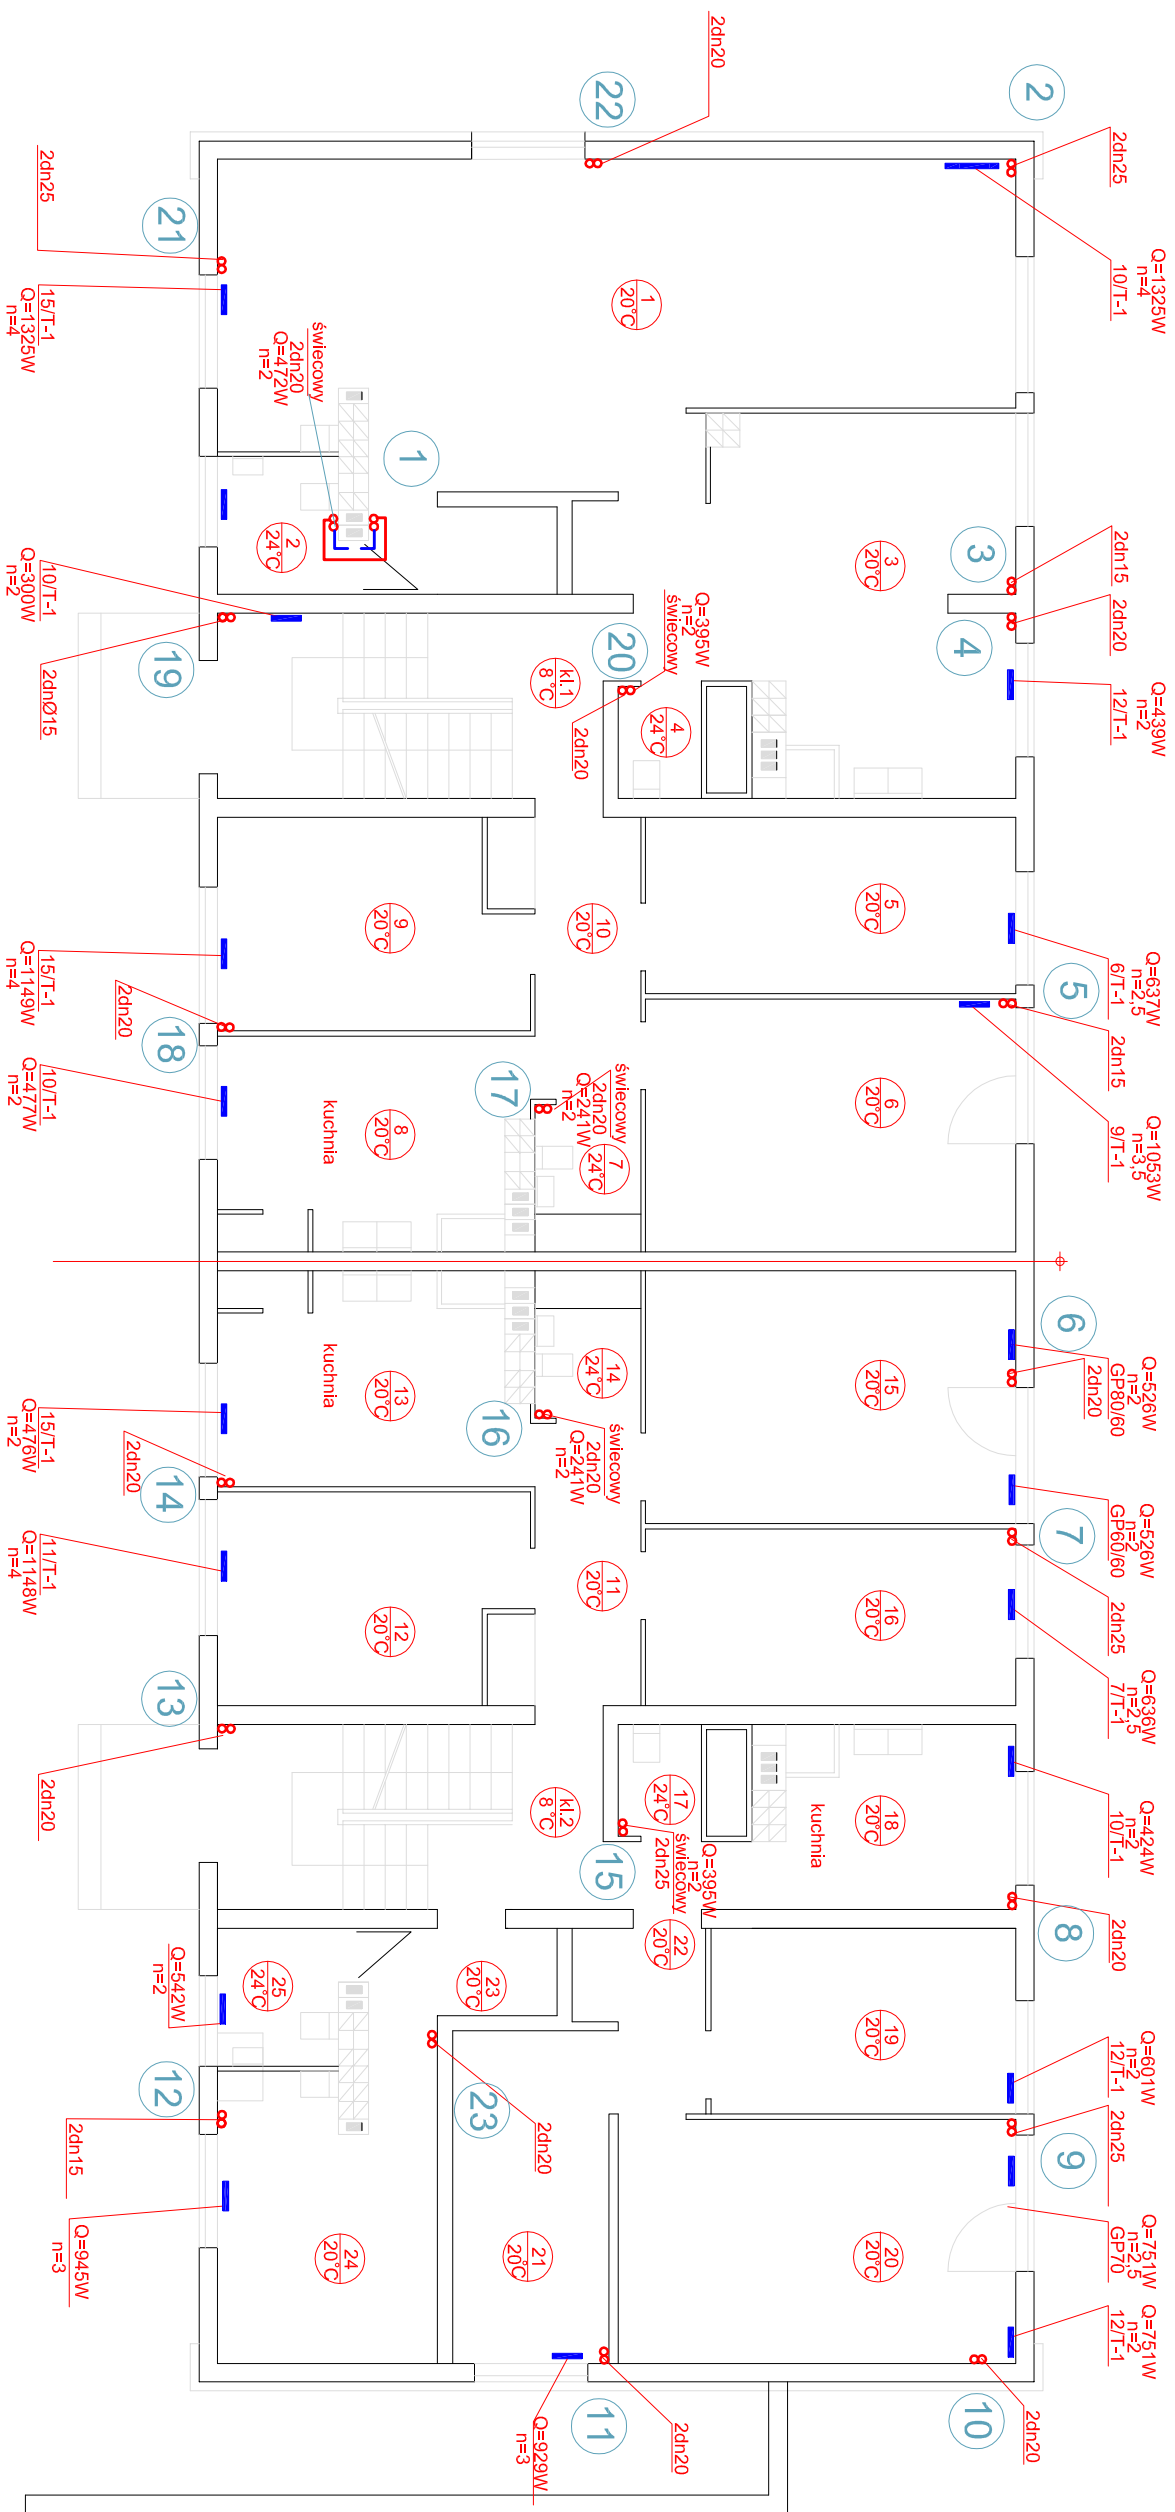 2
2dn25
Q=1325W
n=4
10/T-1
22
2dn20
21
2dn25
15/T-1
Q=1325W
n=4
1
20°C
świecowy
2dn20
Q=472W
n=2
1
2
24°C
10/T-1
Q=300W
n=2
19
2dnØ15
3
20°C
3
2dn15
4
2dn20
Q=439W
n=2
12/T-1
20
Q=395W
n=2
świecowy
2dn20
kl.1
8 °C
4
24°C
5
20°C
Q=637W
n=2,5
6/T-1
5
2dn15
Q=1053W
n=3,5
9/T-1
9
20°C
10
20°C
15/T-1
Q=1149W
n=4
2dn20
18
10/T-1
Q=477W
n=2
17
świecowy
2dn20
Q=241W
n=2
7
24°C
6
20°C
8
20°C
kuchnia
6
Q=526W
n=2
GP80/60
2dn20
15
20°C
14
24°C
13
20°C
kuchnia
16
świecowy
2dn20
Q=241W
n=2
15/T-1
Q=476W
n=2
2dn20
14
Q=526W
n=2
GP60/60
7
2dn25
11/T-1
Q=1148W
n=4
11
20°C
12
20°C
16
20°C
Q=636W
n=2,5
7/T-1
13
2dn20
kl.2
8 °C
17
24°C
18
20°C
kuchnia
Q=424W
n=2
10/T-1
15
Q=395W
n=2
świecowy
2dn25
8
2dn20
22
20°C
23
20°C
25
24°C
Q=542W
n=2
12
2dn15
19
20°C
Q=601W
n=2
12/T-1
2dn25
9
23
2dn20
Q=945W
n=3
24
20°C
21
20°C
20
20°C
Q=751W
n=2,5
GP70
Q=751W
n=2
12/T-1
11
Q=929W
n=3
2dn20
10
2dn20